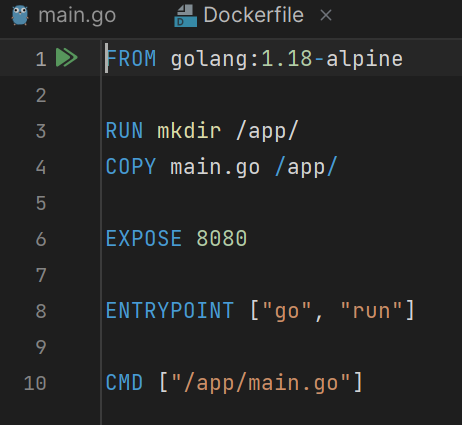 main.go Dockerfile ×
1 FROM golang:1.18-alpine
2
3 RUN mkdir /app/
4 COPY main.go /app/
5
6 EXPOSE 8080
7
8 ENTRYPOINT ["go", "run"]
9
10 CMD ["/app/main.go"]